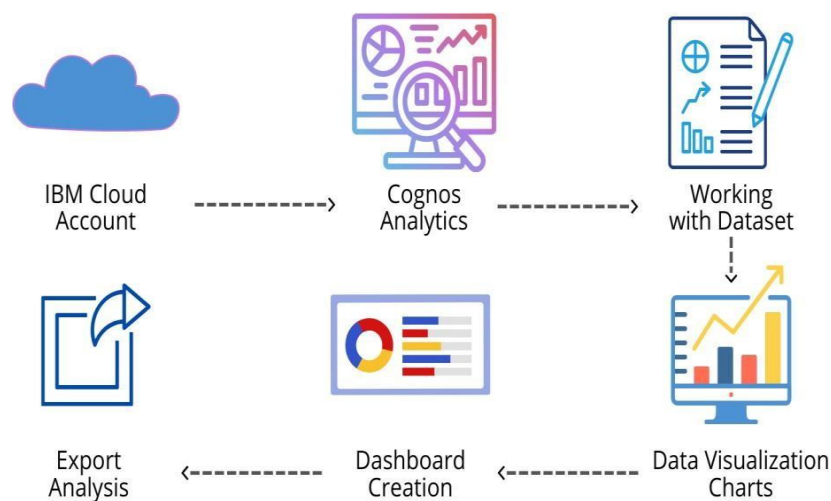 IBM Cloud
Account
Cognos
Analytics
Working
with Dataset
Data Visualization
Charts
Dashboard
Creation
Export
Analysis